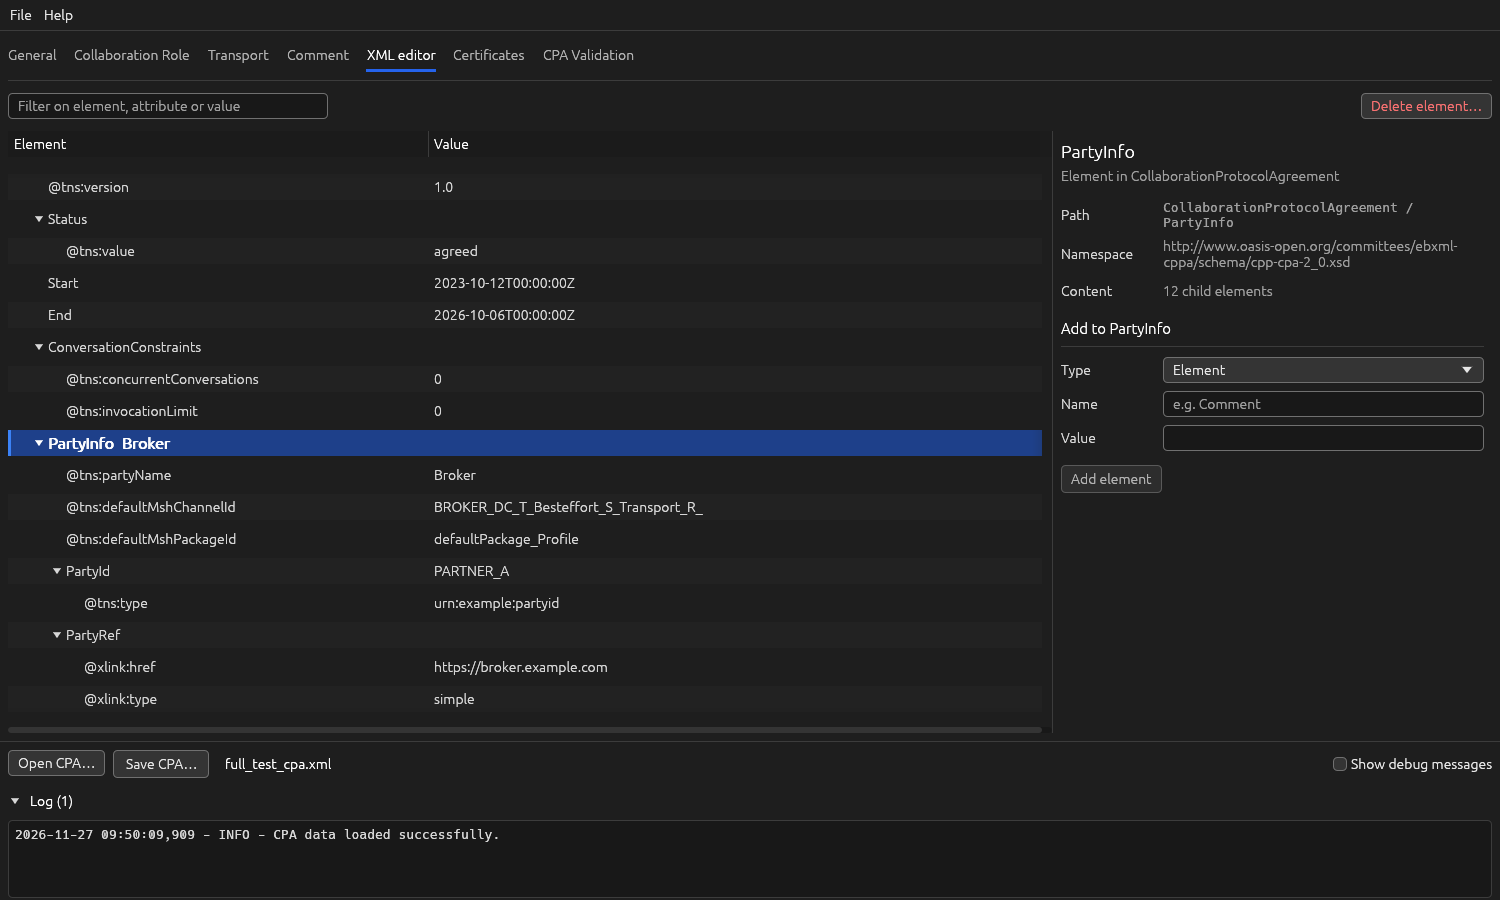 File Help
General Collaboration Role Transport Comment XML editor Certificates CPA Validation
Filter on element, attribute or value
Delete element...
Element Value
@tns:version 1.0
Status
@tns:value agreed
Start 2023-10-12T00:00:00Z
End 2026-10-06T00:00:00Z
ConversationConstraints
@tns:concurrentConversations 0
@tns:invocationLimit 0
PartyInfo Broker
@tns:partyName Broker
@tns:defaultMshChannelId BROKER_DC_T_Besteffort_S_Transport_R_
@tns:defaultMshPackageId defaultPackage_Profile
PartyId PARTNER_A
@tns:type urn:example:partyid
PartyRef
@xlink:href https://broker.example.com
@xlink:type simple
PartyInfo
Element in CollaborationProtocolAgreement
Path CollaborationProtocolAgreement /
PartyInfo
Namespace http://www.oasis-open.org/committees/ebxml-
cppa/schema/cpp-cpa-2_0.xsd
Content 12 child elements
Add to PartyInfo
Type Element
Name e.g. Comment
Value
Add element
Open CPA... Save CPA... full_test_cpa.xml Show debug messages
Log (1)
2026-11-27 09:50:09,909 - INFO - CPA data loaded successfully.